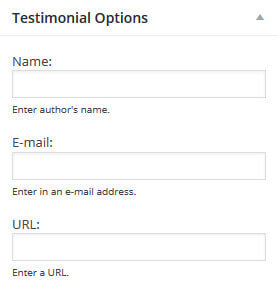 Testimonial Options
Name:
Enter author's name.
E-mail:
Enter in an e-mail address.
URL:
Enter a URL.